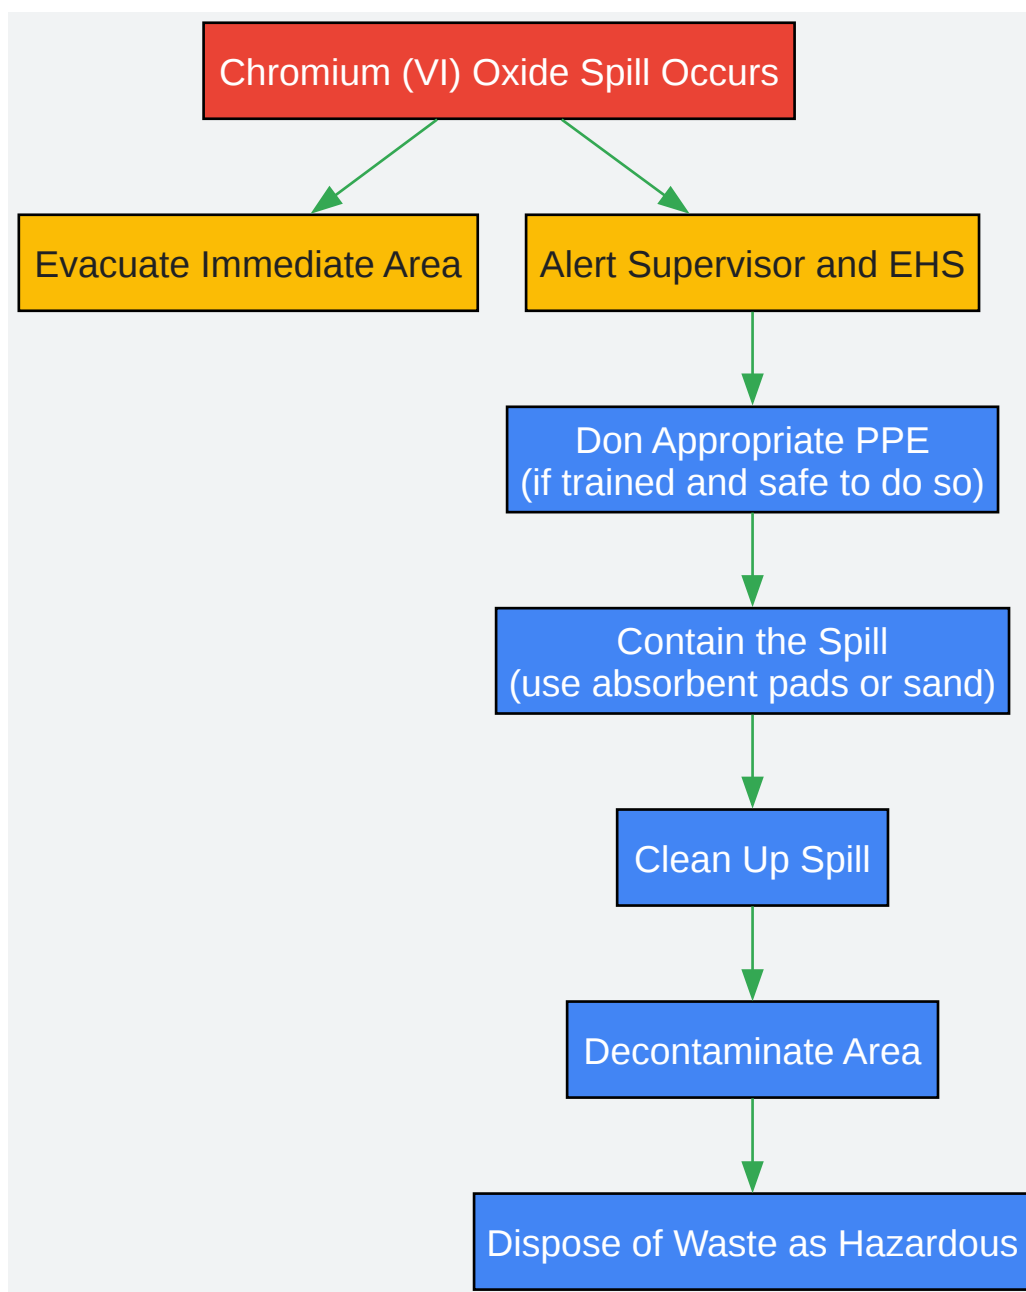 Chromium (VI) Oxide Spill Occurs
Evacuate Immediate Area
Alert Supervisor and EHS
Don Appropriate PPE
(if trained and safe to do so)
Contain the Spill
(use absorbent pads or sand)
Clean Up Spill
Decontaminate Area
Dispose of Waste as Hazardous